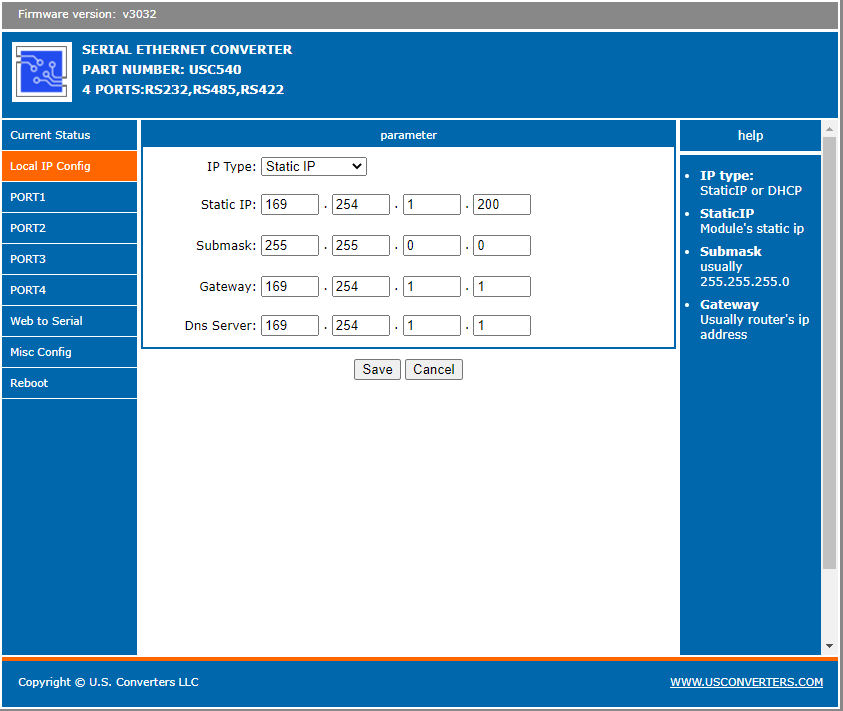 Firmware version: v3032
SERIAL ETHERNET CONVERTER
PART NUMBER: USC540
4 PORTS:RS232,RS485,RS422
Current Status
Local IP Config
PORT1
PORT2
PORT3
PORT4
Web to Serial
Misc Config
Reboot
parameter
IP Type: Static IP
Static IP: 169 . 254 . 1 . 200
Submask: 255 . 255 . 0 . 0
Gateway: 169 . 254 . 1 . 1
Dns Server: 169 . 254 . 1 . 1
Save Cancel
help
• IP type:
StaticIP or DHCP
• StaticIP
Module's static ip
• Submask
usually
255.255.255.0
• Gateway
Usually router's ip
address
Copyright © U.S. Converters LLC
WWW.USCONVERTERS.COM